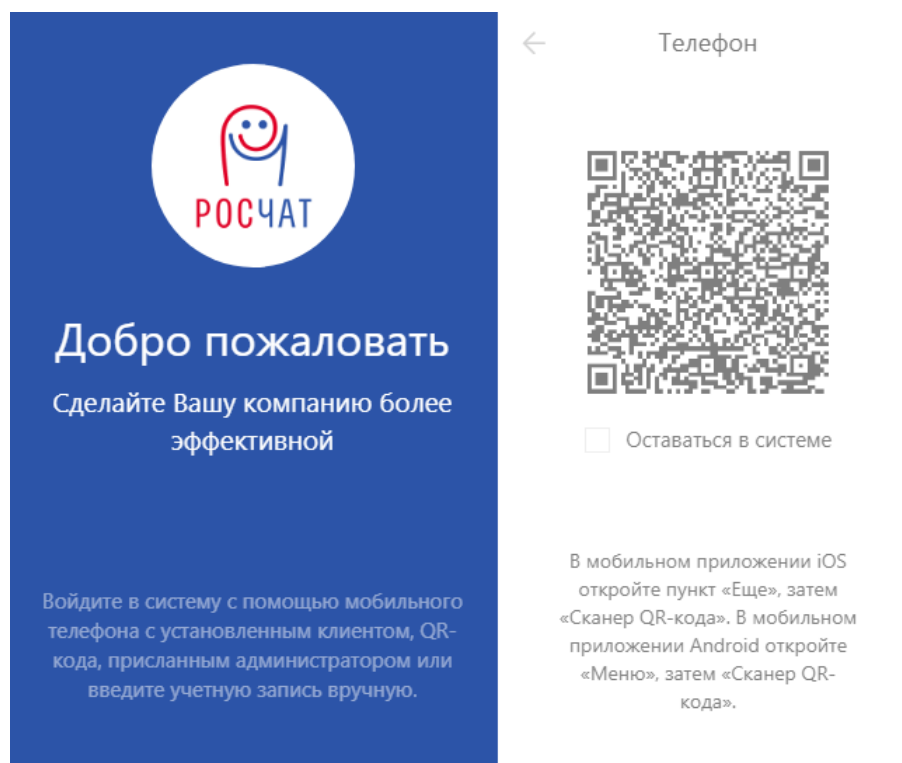 РОСЧАТ
Добро пожаловать
Сделайте Вашу компанию более
эффективной
Войдите в систему с помощью мобильного
телефона с установленным клиентом, QR-
кода, присланным администратором или
введите учетную запись вручную.
Телефон
Оставаться в системе
В мобильном приложении iOS
откройте пункт «Еще», затем
«Сканер QR-кода». В мобильном
приложении Android откройте
«Меню», затем «Сканер QR-
кода».